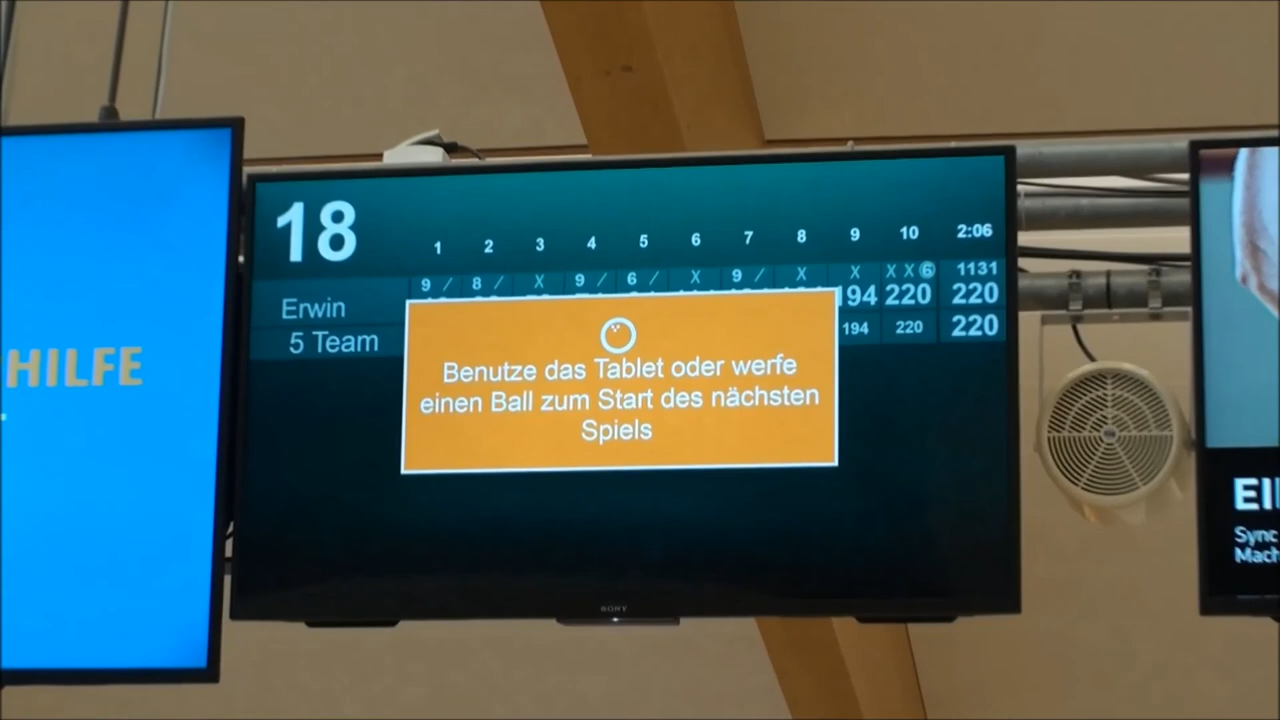 HILFE
18
1 2 3 4 5 6 7 8 9 10 2:06
9 / 8 / X 9 / 6 / X 9 / X X X X 6 1131
Erwin 194 220 220
5 Team 194 220 220
Benutze das Tablet oder werfe
einen Ball zum Start des nächsten
Spiels
SONY
Sync